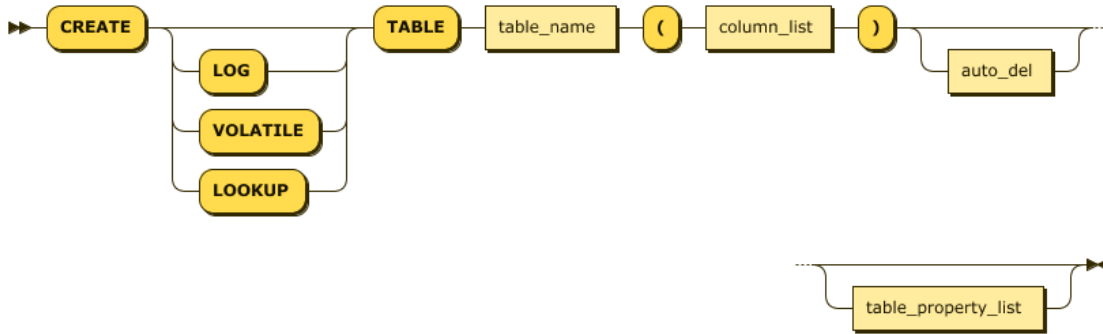 CREATE TABLE table_name ( column_list )
LOG auto_del
VOLATILE
LOOKUP
table_property_list